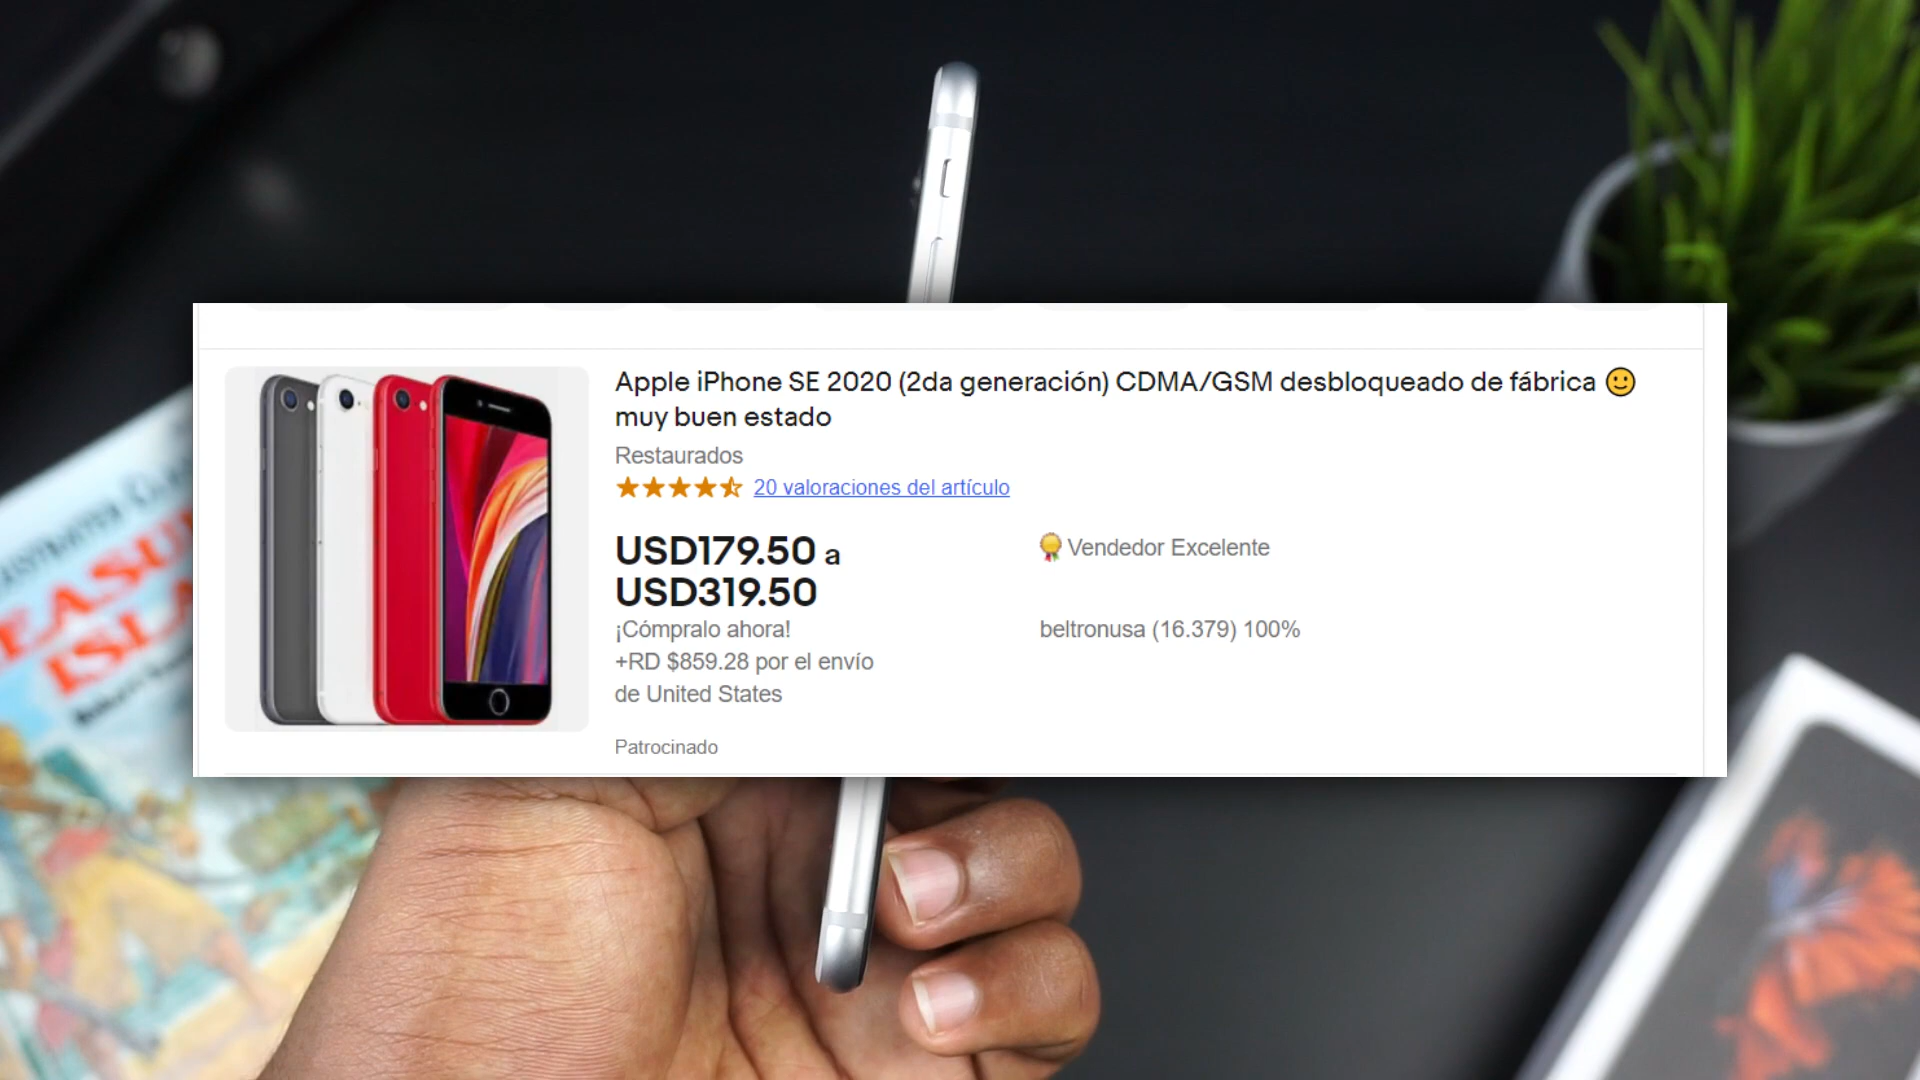 Apple iPhone SE 2020 (2da generación) CDMA/GSM desbloqueado de fábrica 🙂
muy buen estado
Restaurados
20 valoraciones del artículo
USD179.50 a
USD319.50
Vendedor Excelente
¡Cómpralo ahora!
beltronusa (16.379) 100%
+RD $859.28 por el envío
de United States
Patrocinado